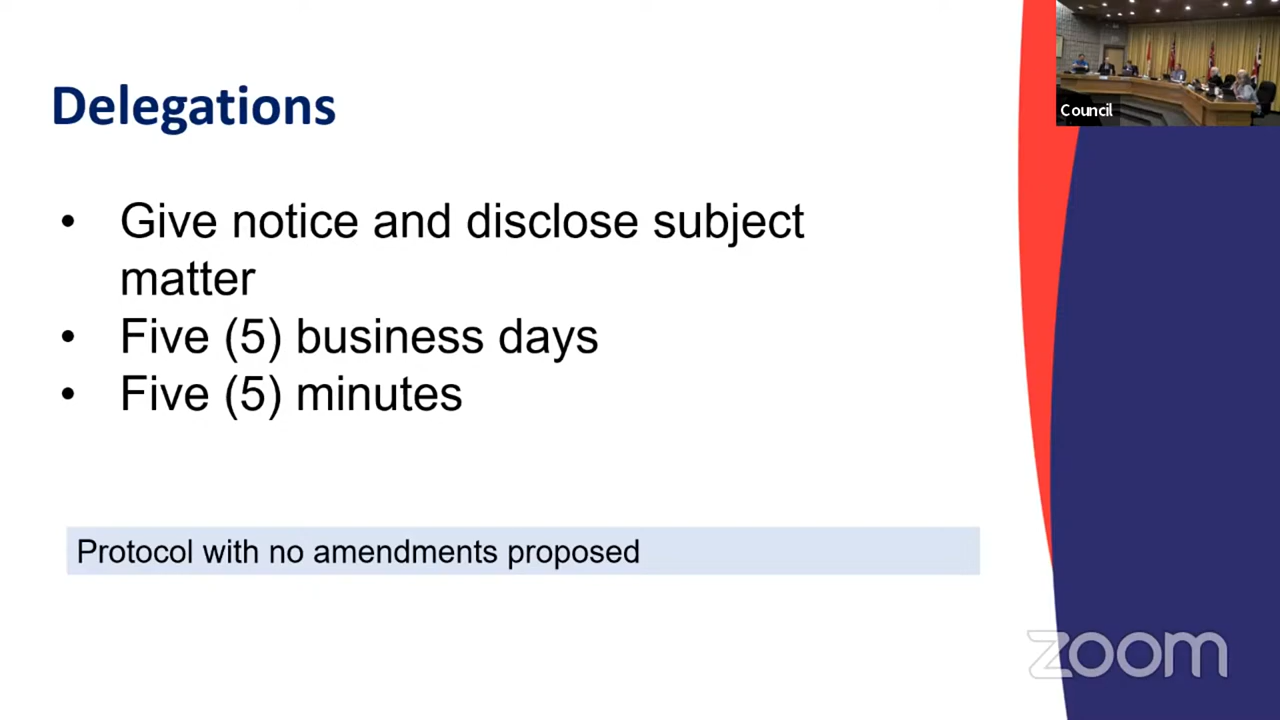 Council
Delegations
• Give notice and disclose subject
matter
• Five (5) business days
• Five (5) minutes
Protocol with no amendments proposed
zoom